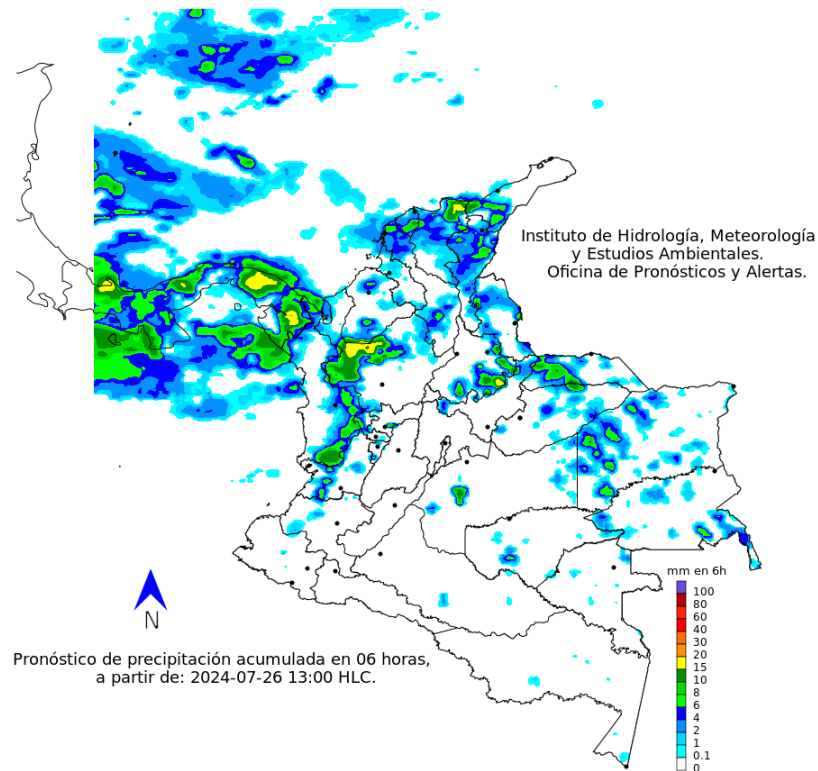 Instituto de Hidrología, Meteorología
y Estudios Ambientales.
Oficina de Pronósticos y Alertas.
N
Pronóstico de precipitación acumulada en 06 horas,
a partir de: 2024-07-26 13:00 HLC.
mm en 6h
100
80
60
40
30
20
15
10
8
6
4
2
1
0.1
0